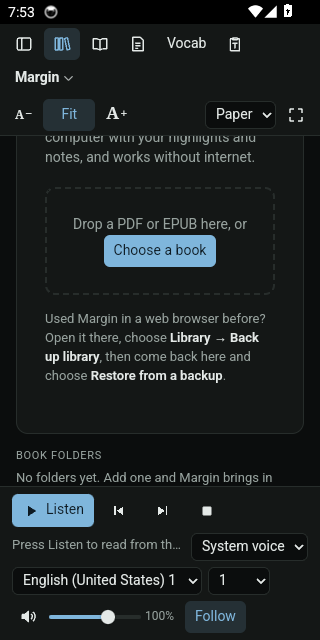 7:53
Vocab
Margin
A− Fit A+ Paper
computer with your highlights and
notes, and works without internet.
Drop a PDF or EPUB here, or
Choose a book
Used Margin in a web browser before?
Open it there, choose Library → Back
up library, then come back here and
choose Restore from a backup.
BOOK FOLDERS
No folders yet. Add one and Margin brings in
Listen
Press Listen to read from th… System voice
English (United States) 1 1
100% Follow